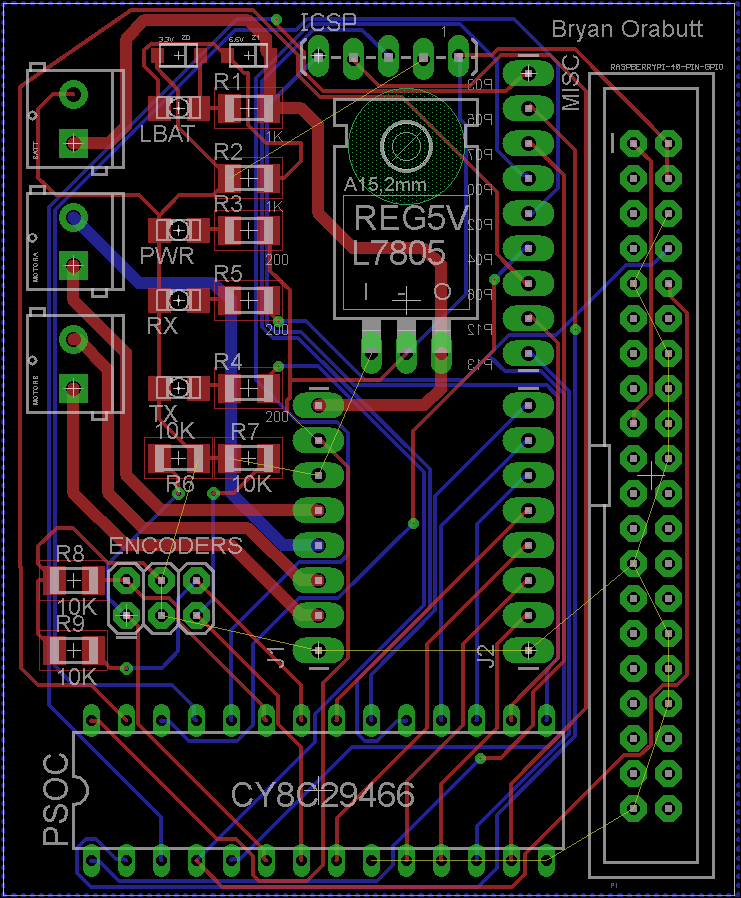 Bryan Orabutt
ICSP
1
MISC
RASPBERRYPI-40-PIN-GPIO
3.3V
Z0
6.6V
Z1
R1
1K
LBAT
BATT
R2
1K
R3
200
PWR
MOTORA
R5
200
RX
MOTORB
R4
200
TX
10K
R6
R7
10K
A15,2mm
REG5V
L7805
I
-
O
P03
P05
P07
P00
P02
P04
P06
P12
P13
ENCODERS
R8
10K
R9
10K
J1
J2
PSOC
CY8C29466
P1